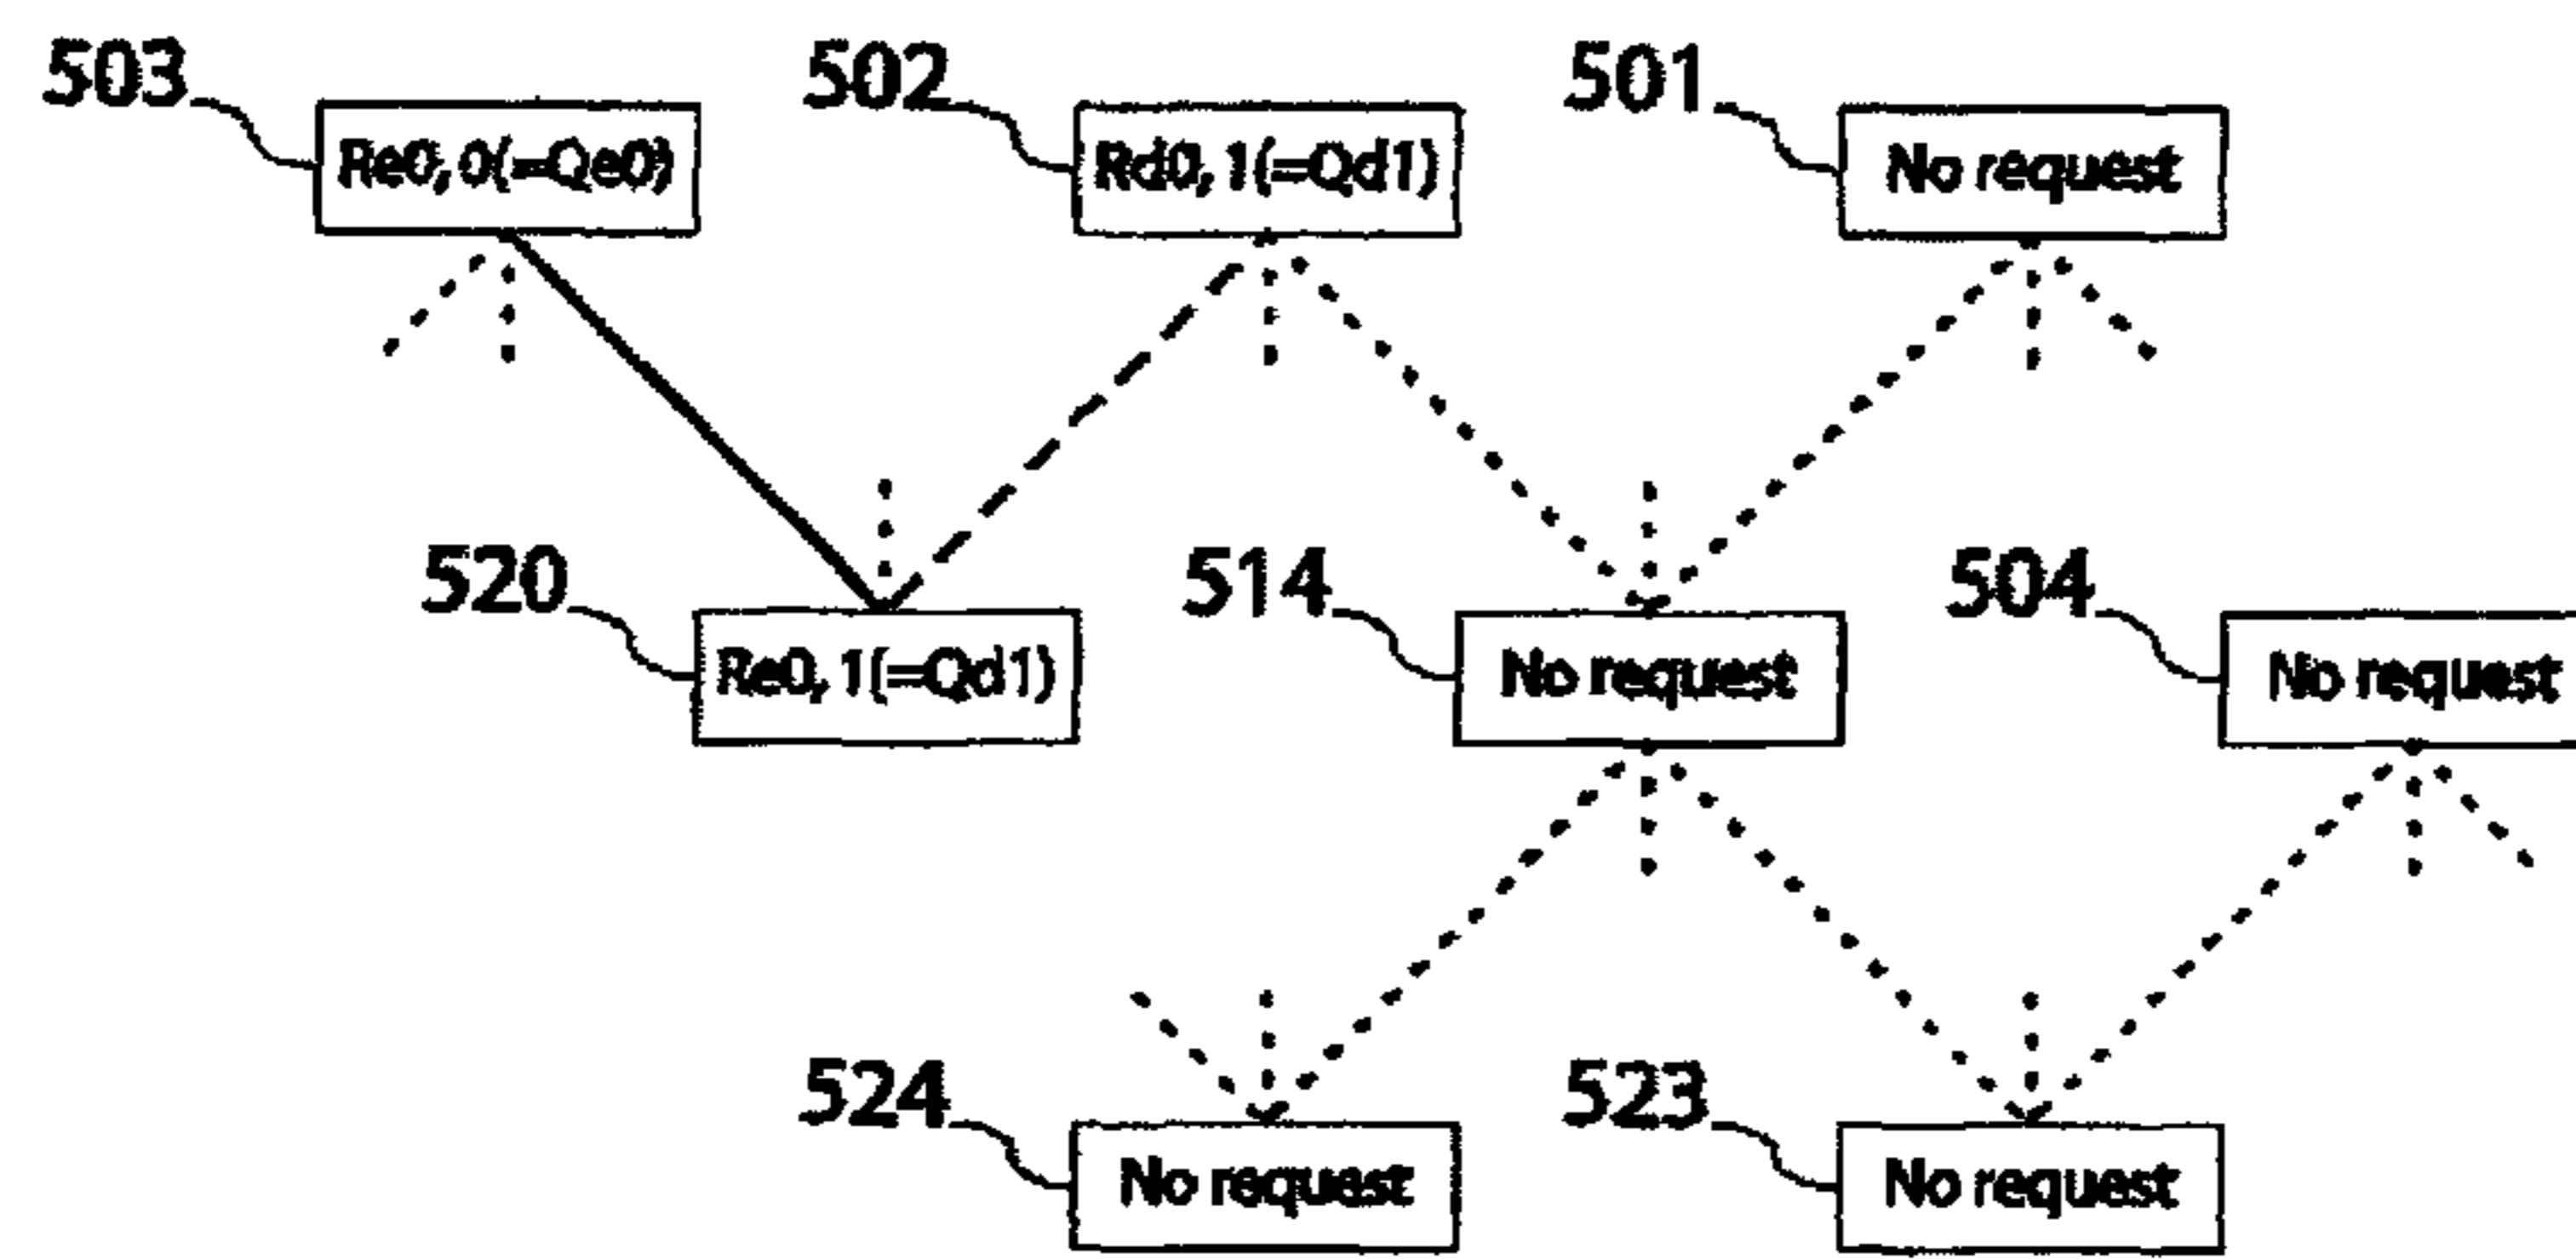 503
Re0, 0(=Qe0)
502
Rd0, 1(=Qd1)
501
No request
520
Re0, 1(=Qd1)
514
No request
504
No request
524
No request
523
No request